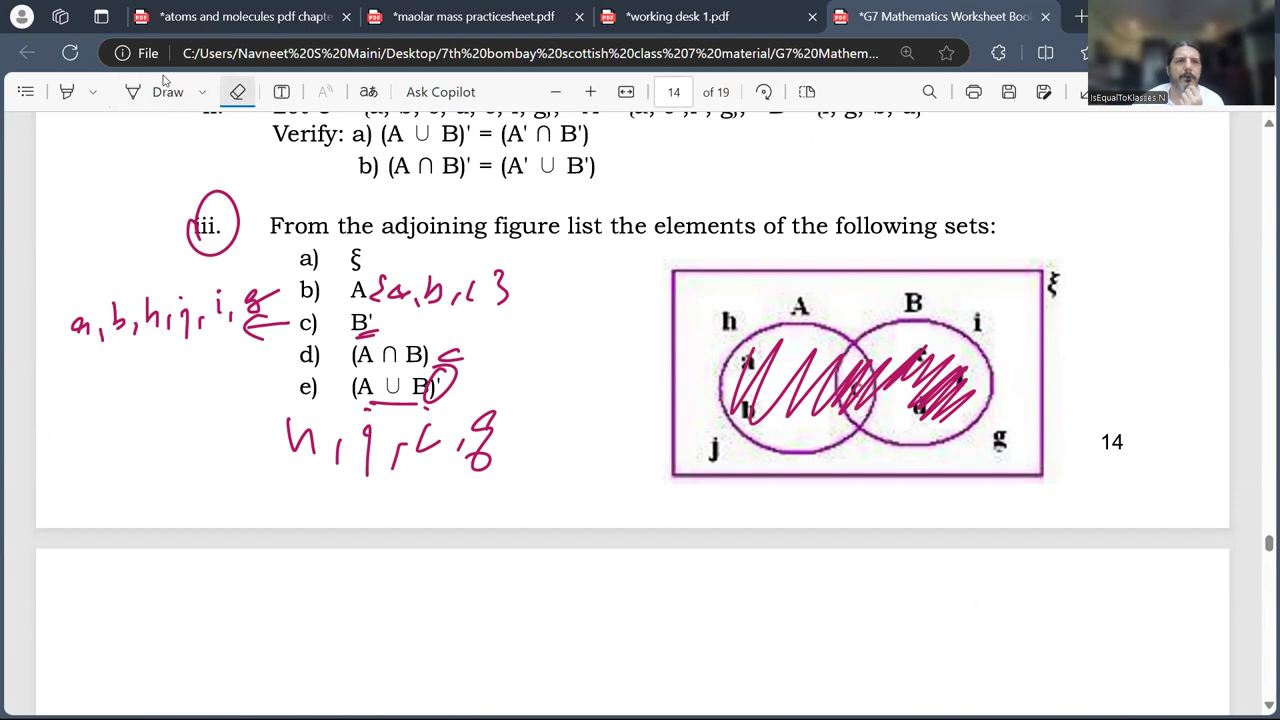 *atoms and molecules pdf chapte
*maolar mass practicesheet.pdf
*working desk 1.pdf
*G7 Mathematics Worksheet Boo
File
C:/Users/Navneet%20S%20Maini/Desktop/7th%20bombay%20scottish%20class%207%20material/G7%20Mathem...
Draw
aあ
Ask Copilot
14 of 19
IsEqualToKlasses N
Verify: a) (A ∪ B)' = (A' ∩ B')
b) (A ∩ B)' = (A' ∪ B')
iii. From the adjoining figure list the elements of the following sets:
a) ξ
b) A {a, b, c }
a, b, h, j, i, g
c) B'
d) (A ∩ B) c
e) (A ∪ B)'
h, j, i, g
A B ξ
h i
a
b
j g
14